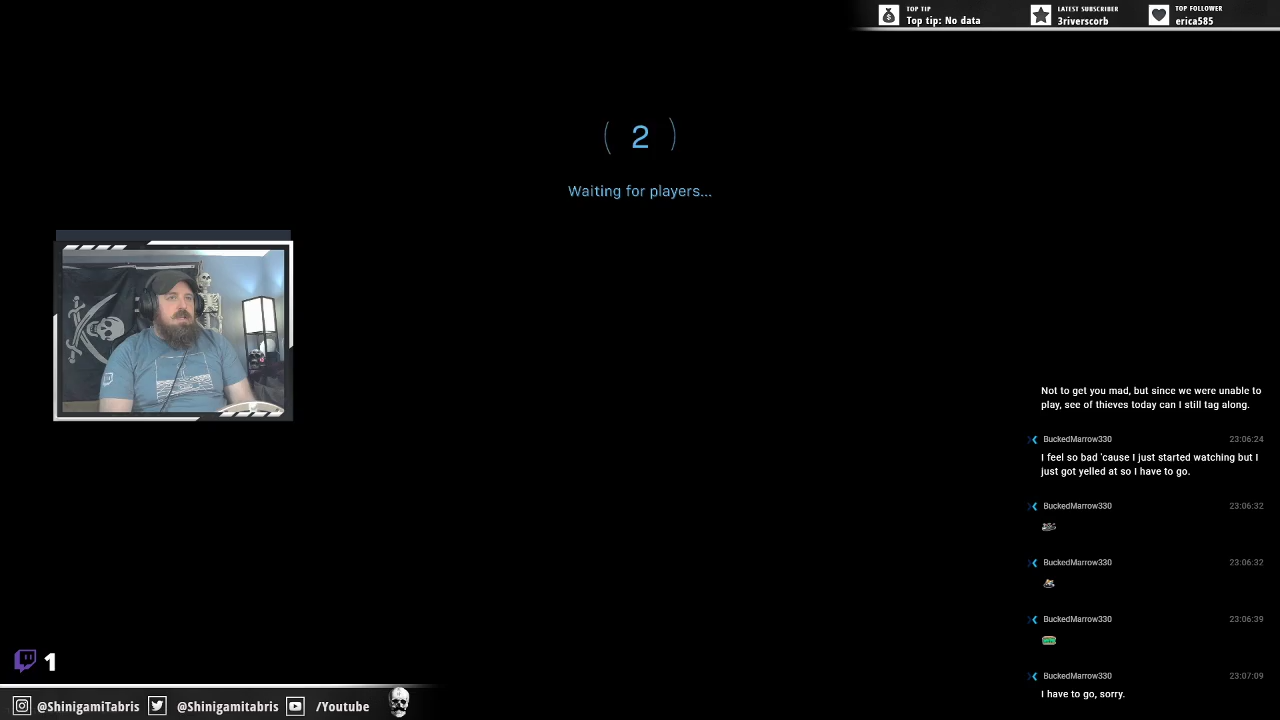 TOP TIP
Top tip: No data
LATEST SUBSCRIBER
3riverscorb
TOP FOLLOWER
erica585
2
Waiting for players...
Not to get you mad, but since we were unable to
play, see of thieves today can I still tag along.
BuckedMarrow330 23:06:24
I feel so bad 'cause I just started watching but I
just got yelled at so I have to go.
BuckedMarrow330 23:06:32
BuckedMarrow330 23:06:32
BuckedMarrow330 23:06:39
BuckedMarrow330 23:07:09
I have to go, sorry.
1
@ShinigamiTabris @Shinigamitabris /Youtube